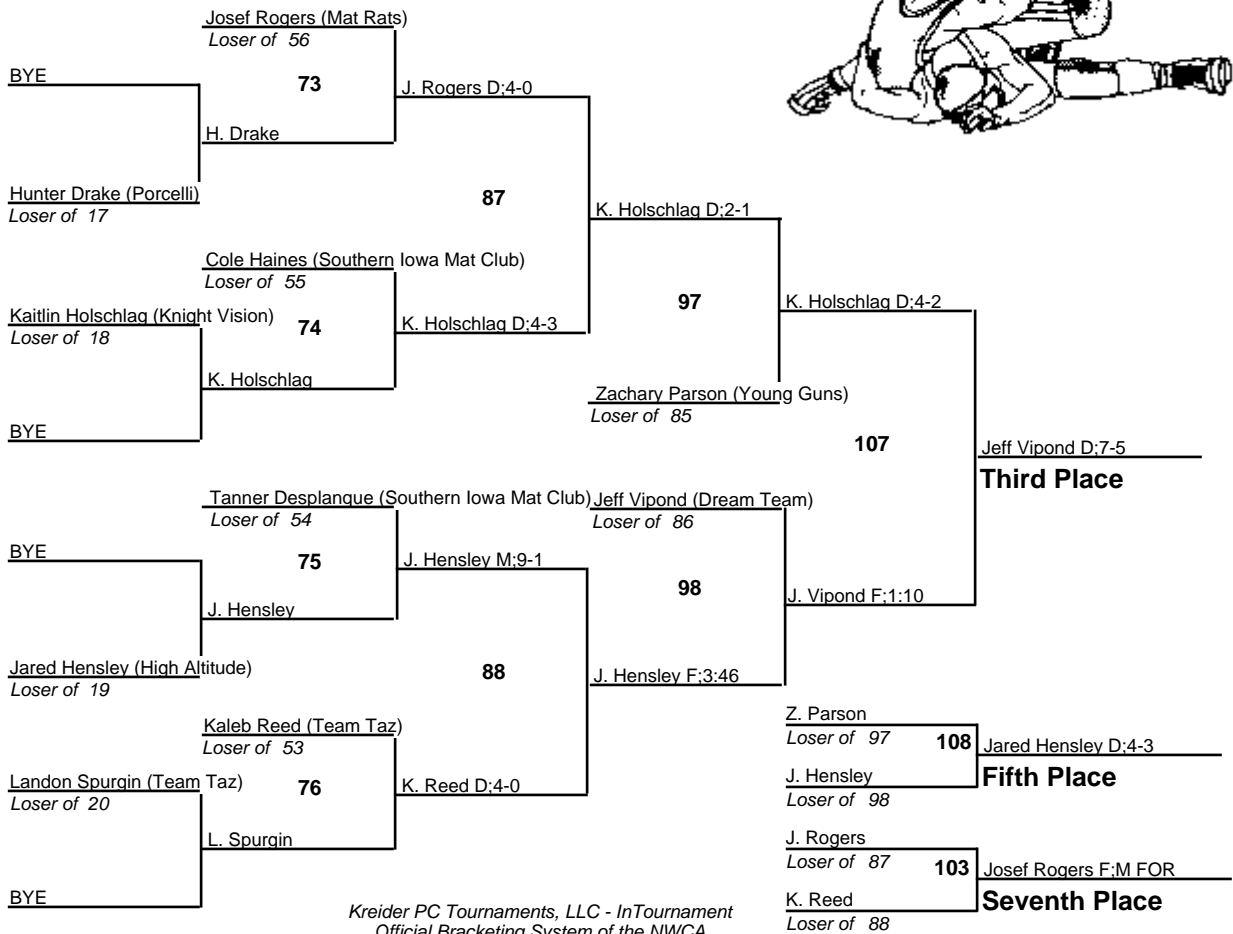 Josef Rogers (Mat Rats)
Loser of 56
BYE
73
J. Rogers D;4-0
H. Drake
Hunter Drake (Porcelli)
Loser of 17
87
K. Holschlag D;2-1
Cole Haines (Southern Iowa Mat Club)
Loser of 55
Kaitlin Holschlag (Knight Vision)
Loser of 18
74
K. Holschlag D;4-3
97
K. Holschlag D;4-2
K. Holschlag
Zachary Parson (Young Guns)
Loser of 85
BYE
107
Jeff Vipond D;7-5
Third Place
Tanner Desplanque (Southern Iowa Mat Club)
Loser of 54
Jeff Vipond (Dream Team)
Loser of 86
BYE
75
J. Hensley M;9-1
98
J. Vipond F;1:10
J. Hensley
Jared Hensley (High Altitude)
Loser of 19
88
J. Hensley F;3:46
Kaleb Reed (Team Taz)
Loser of 53
Landon Spurgin (Team Taz)
Loser of 20
76
K. Reed D;4-0
L. Spurgin
BYE
Z. Parson
Loser of 97
108
Jared Hensley D;4-3
Fifth Place
J. Hensley
Loser of 98
J. Rogers
Loser of 87
103
Josef Rogers F;M FOR
Seventh Place
K. Reed
Loser of 88
Kreider PC Tournaments, LLC - InTournament
Official Bracketing System of the NWCA